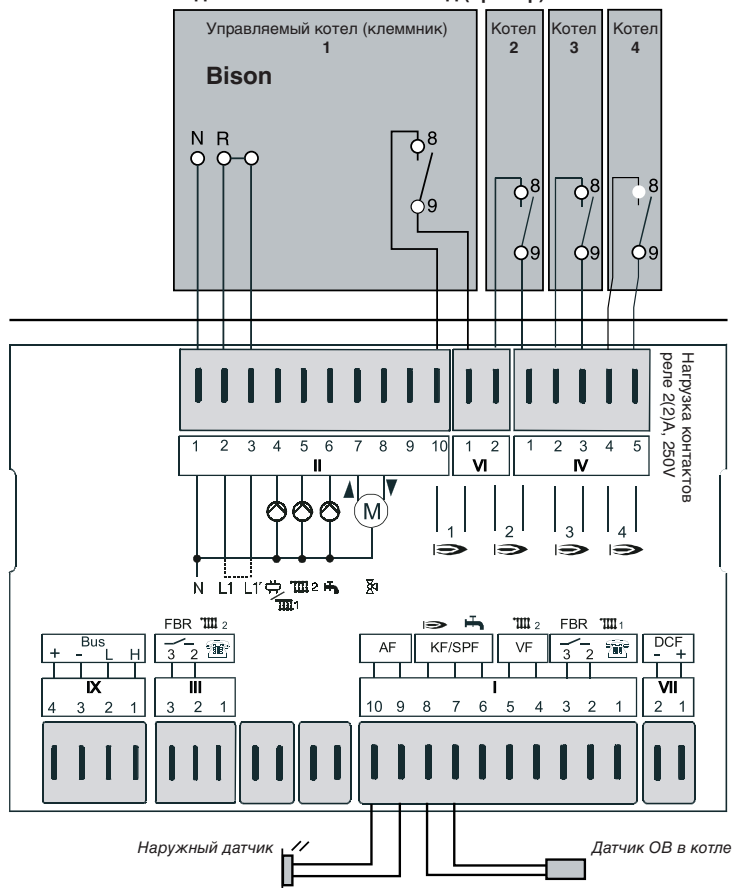 Управляемый котел (клеммник)
1
Bison
Котел
2
Котел
3
Котел
4
N R
8
9
8
9
8
9
8
9
Нагрузка контактов
реле 2(2)А, 250V
1 2 3 4 5 6 7 8 9 10
II
1 2
VI
1 2 3 4 5
IV
M
1 2 3 4
N L1 L1' 2
1
FBR 2
Bus
+ - L H
3 2
IX
4 3 2 1
III
3 2 1
2 FBR 1
AF KF/SPF VF 3 2
I
10 9 8 7 6 5 4 3 2 1
DCF
- +
VII
2 1
Наружный датчик
Датчик ОВ в котле